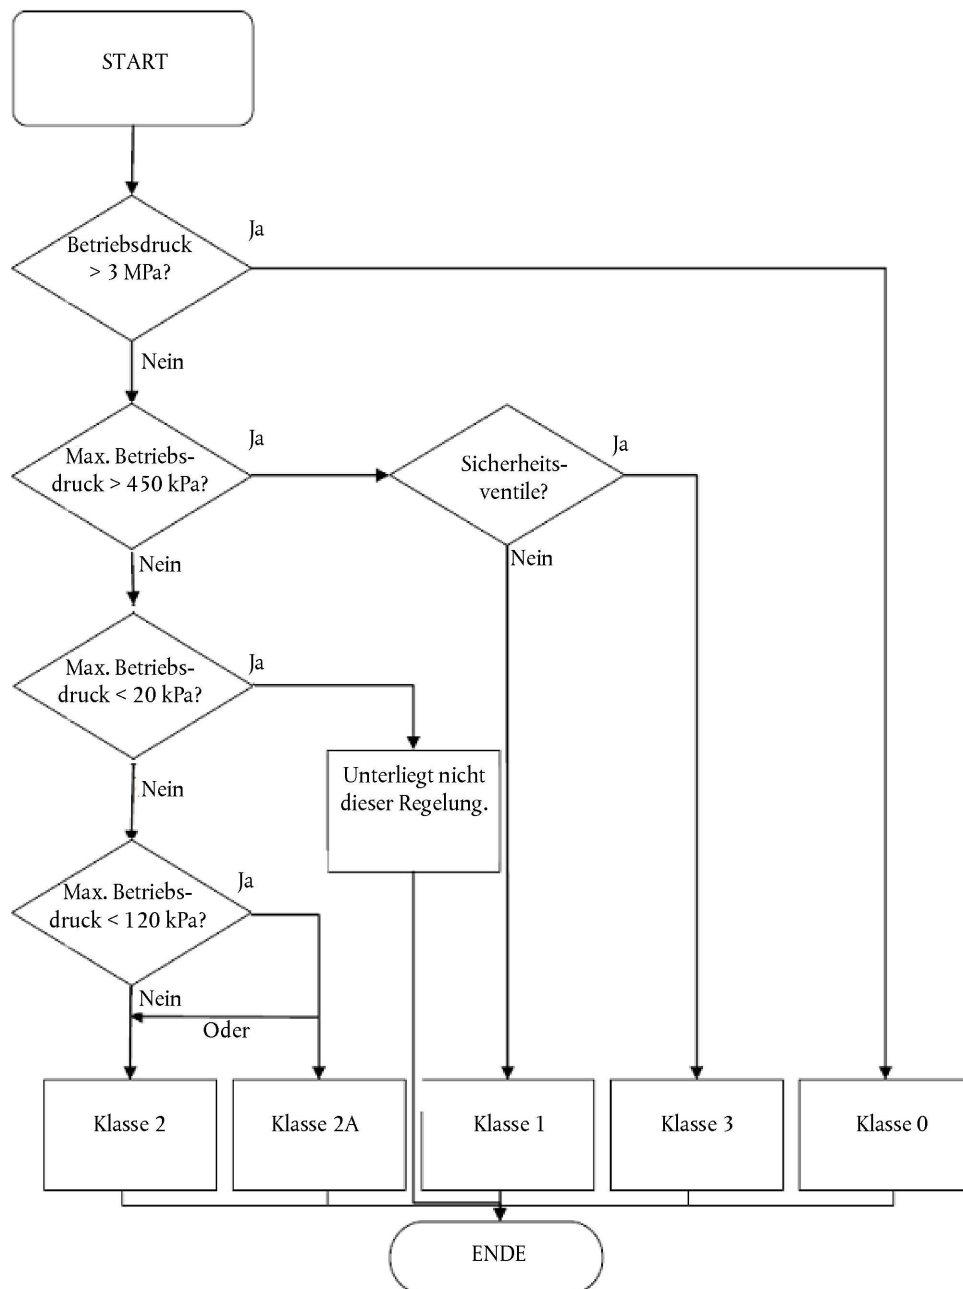 START
Betriebsdruck
> 3 MPa?
Ja
Nein
Max. Betriebs-
druck > 450 kPa?
Ja
Sicherheits-
ventile?
Ja
Nein
Nein
Max. Betriebs-
druck < 20 kPa?
Ja
Unterliegt nicht
dieser Regelung.
Nein
Max. Betriebs-
druck < 120 kPa?
Ja
Nein
Oder
Klasse 2
Klasse 2A
Klasse 1
Klasse 3
Klasse 0
ENDE